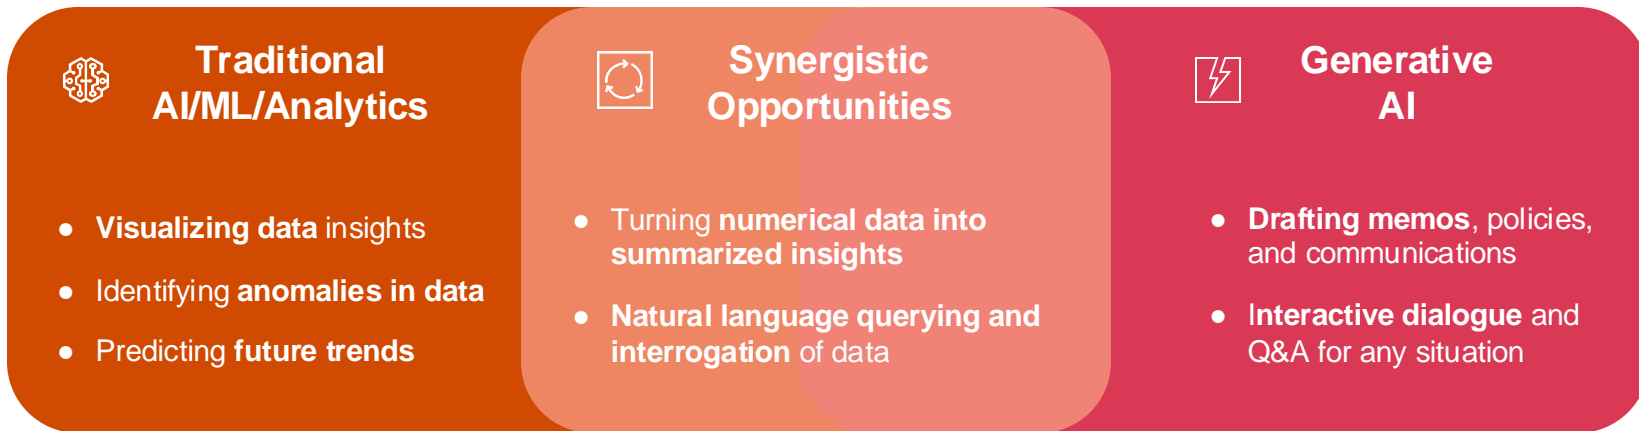 Traditional
AI/ML/Analytics
● Visualizing data insights
● Identifying anomalies in data
● Predicting future trends
Synergistic
Opportunities
● Turning numerical data into
summarized insights
● Natural language querying and
interrogation of data
Generative
AI
● Drafting memos, policies,
and communications
● Interactive dialogue and
Q&A for any situation